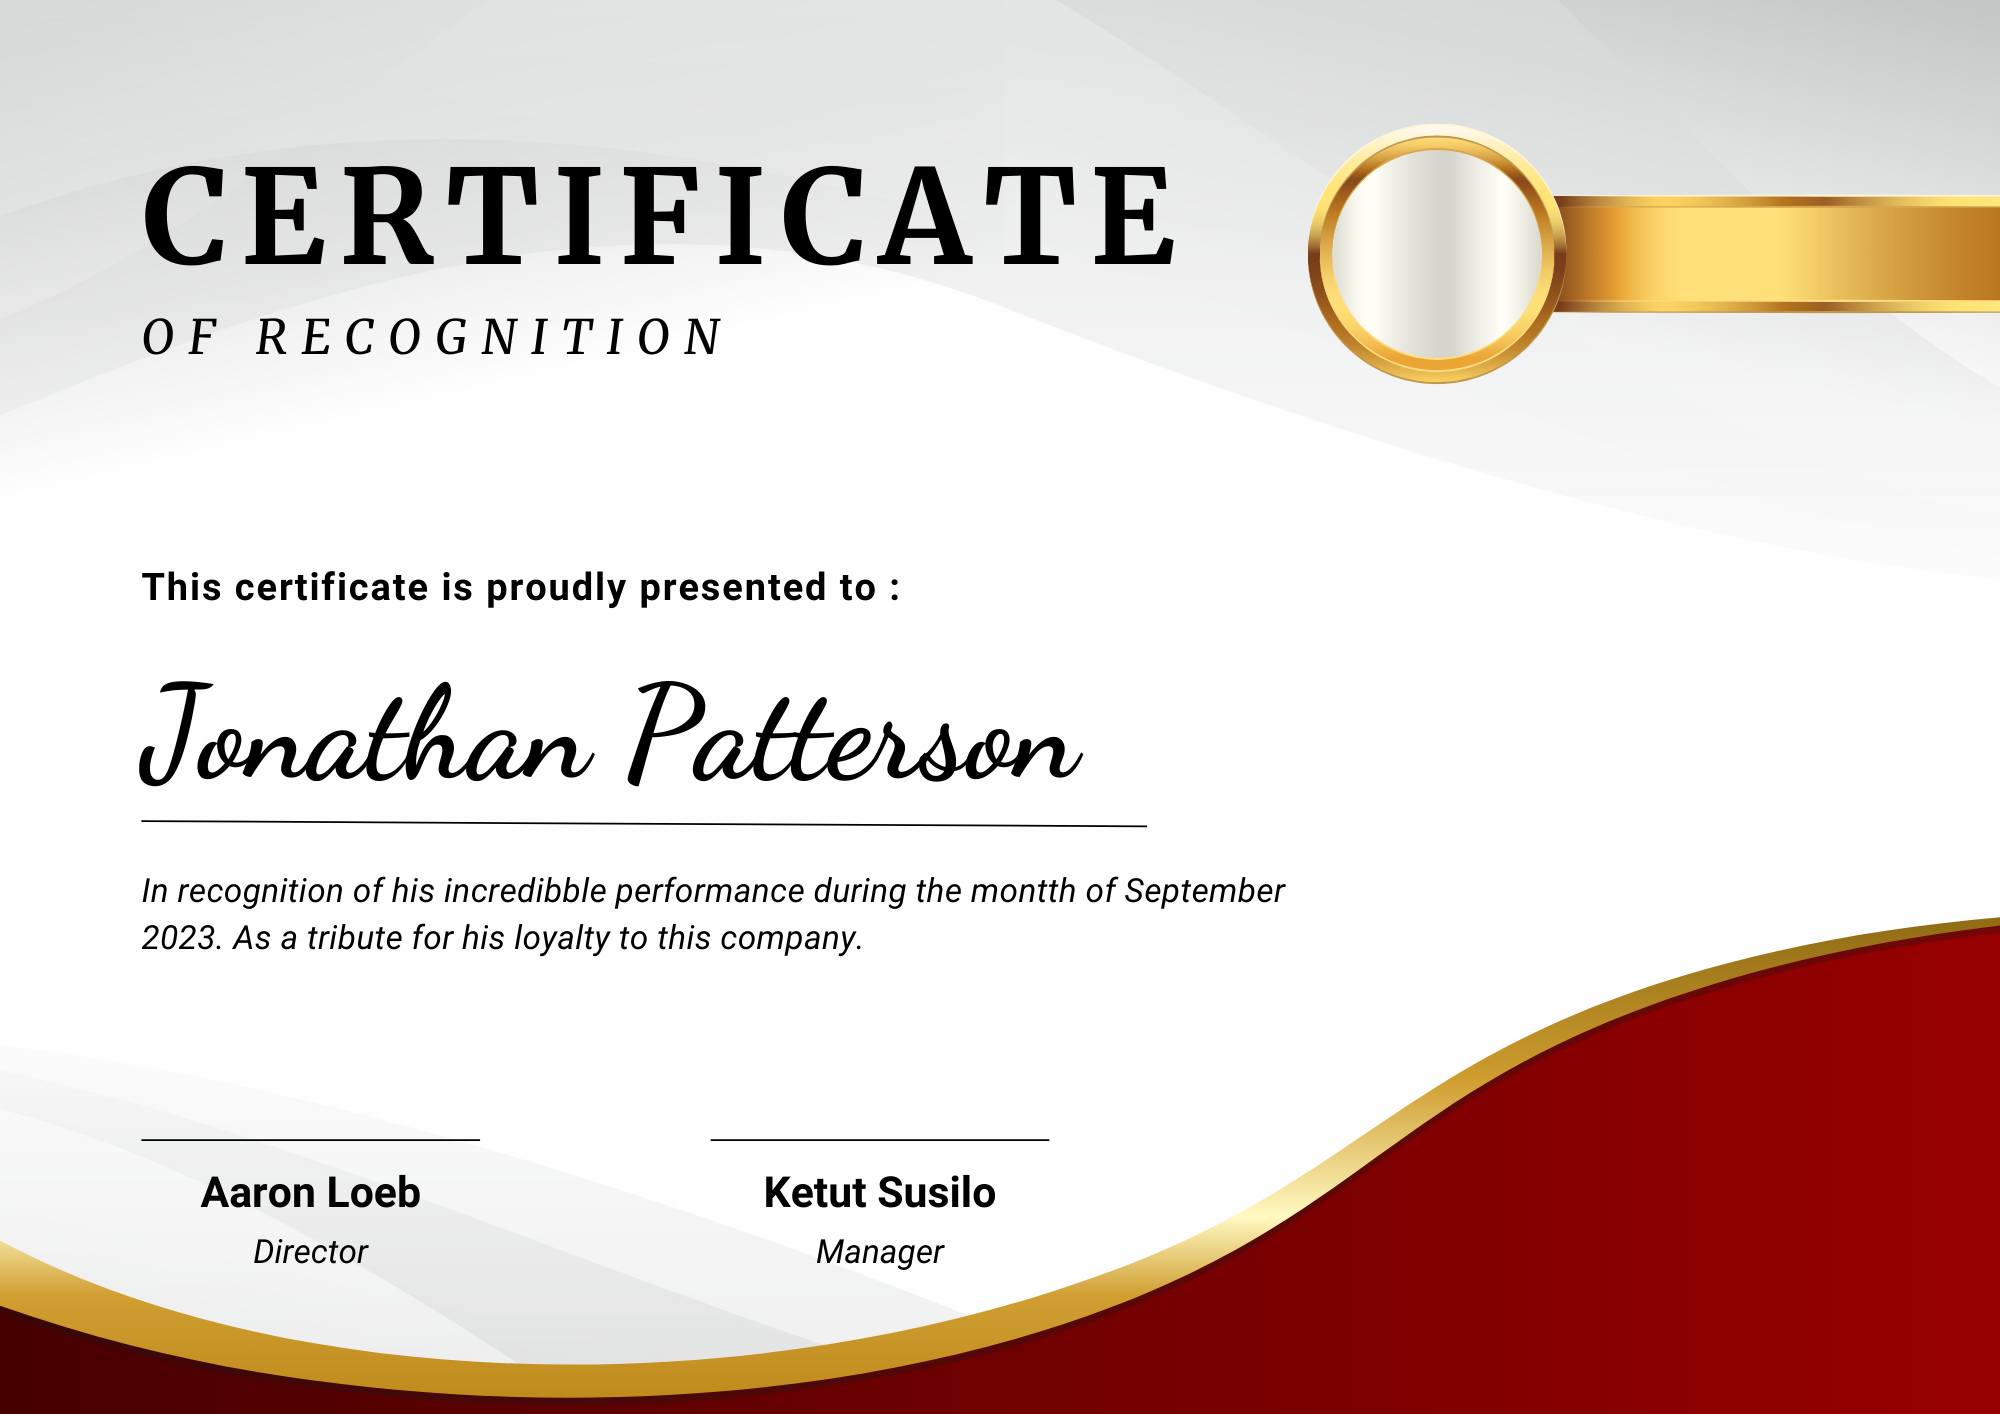 CERTIFICATE
OF RECOGNITION
This certificate is proudly presented to :
Jonathan Patterson
In recognition of his incredibble performance during the montth of September
2023. As a tribute for his loyalty to this company.
Aaron Loeb
Director
Ketut Susilo
Manager